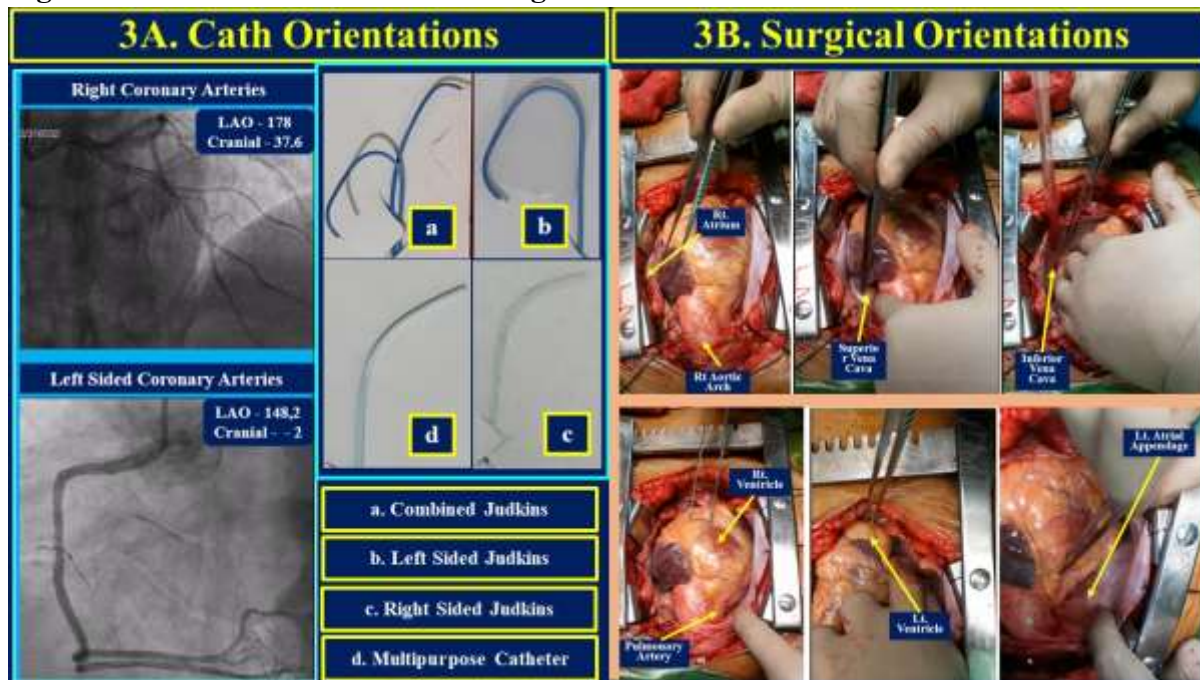 3A. Cath Orientations
Right Coronary Arteries
LAO - 178
Cranial - 37.6
Left Sided Coronary Arteries
LAO - 148,2
Cranial - - 2
a
b
d
c
a. Combined Judkins
b. Left Sided Judkins
c. Right Sided Judkins
d. Multipurpose Catheter
3B. Surgical Orientations
Rt.
Atrium
Rt Aortic
Arch
Superio
r Vena
Cava
Inferior
Vena
Cava
Rt.
Ventricle
Pulmonary
Artery
Lt.
Ventricle
Lt. Atrial
Appendage